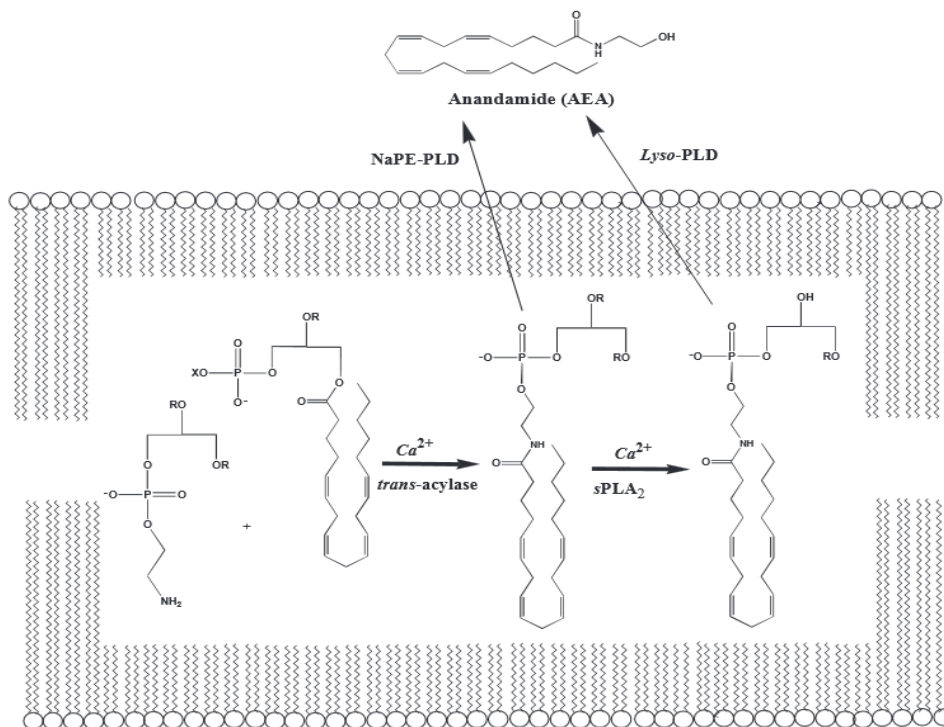 O
N
H
OH
Anandamide (AEA)
NaPE-PLD
Lyso-PLD
OR
O
XO
P
O
O
O-
O
RO
OR
O
-O
P
O
O
+
NH2
Ca2+
trans-acylase
OR
O
-O
P
O
RO
O
NH
O
Ca2+
sPLA2
OH
O
-O
P
O
RO
O
NH
O